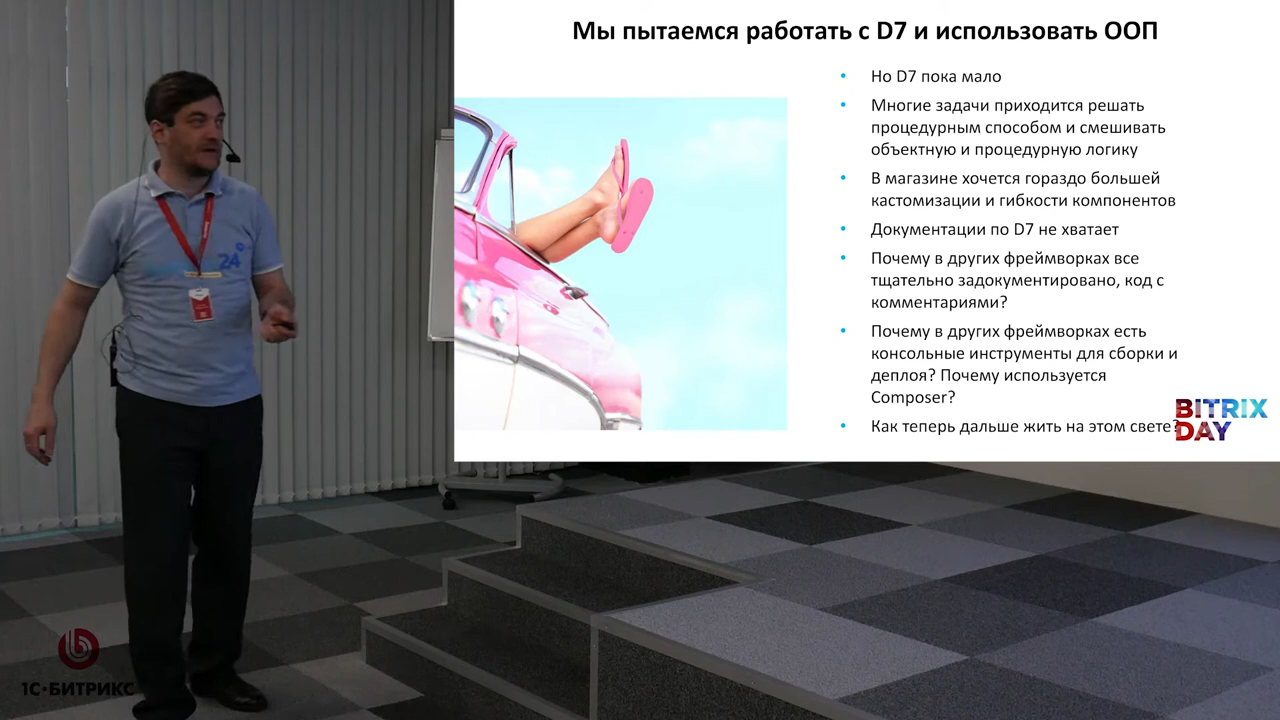 Мы пытаемся работать с D7 и использовать ООП
• Но D7 пока мало
• Многие задачи приходится решать
процедурным способом и смешивать
объектную и процедурную логику
• В магазине хочется гораздо большей
кастомизации и гибкости компонентов
• Документации по D7 не хватает
• Почему в других фреймворках все
тщательно задокументировано, код с
комментариями?
• Почему в других фреймворках есть
консольные инструменты для сборки и
деплоя? Почему используется
Composer?
• Как теперь дальше жить на этом свете?
BITRIX
DAY
24
1С·БИТРИКС